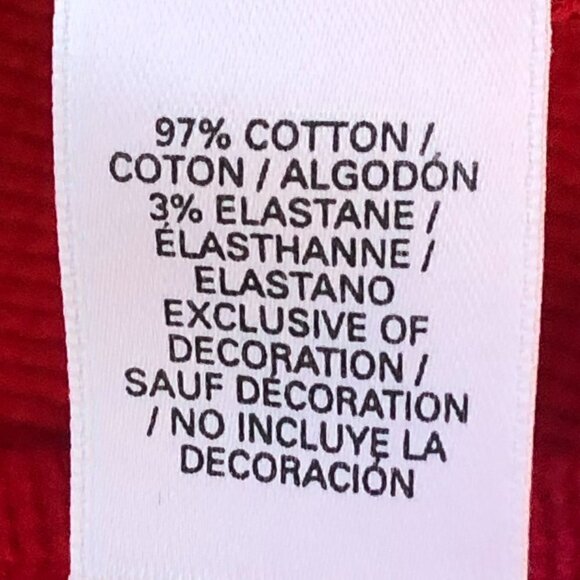 97% COTTON /
COTON / ALGODÓN
3% ELASTANE /
ÉLASTHANNE /
ELASTANO
EXCLUSIVE OF
DECORATION /
SAUF DÉCORATION
/ NO INCLUYE LA
DECORACIÓN